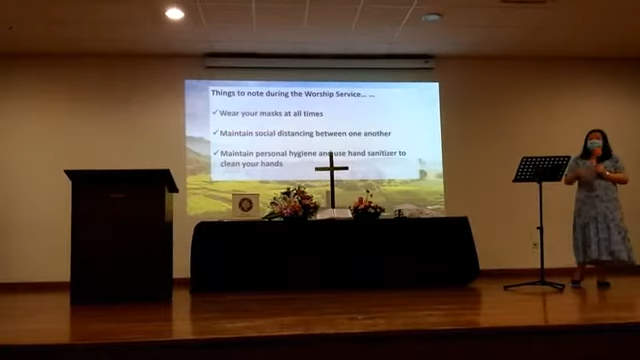 Things to note during the Worship Service... ...
✓ Wear your masks at all times
✓ Maintain social distancing between one another
✓ Maintain personal hygiene and use hand sanitizer to
clean your hands